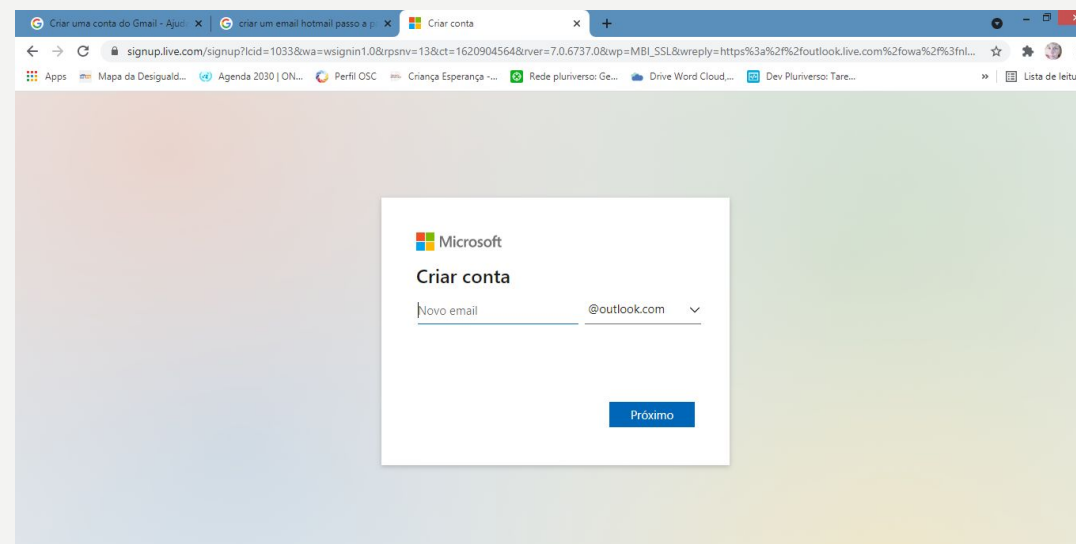 Criar uma conta do Gmail - Ajud
criar um email hotmail passo a p
Criar conta
signup.live.com/signup?lcid=1033&wa=wsignin1.0&rpsnv=13&ct=1620904564&rver=7.0.6737.0&wp=MBI_SSL&wreply=https%3a%2f%2foutlook.live.com%2fowa%2f%3fnl...
Apps Mapa da Desiguald... Agenda 2030 | ON... Perfil OSC Criança Esperança -... Rede pluriverso: Ge... Drive Word Cloud,... Dev Pluriverso: Tare... » Lista de leitu
Microsoft
Criar conta
Novo email @outlook.com
Próximo